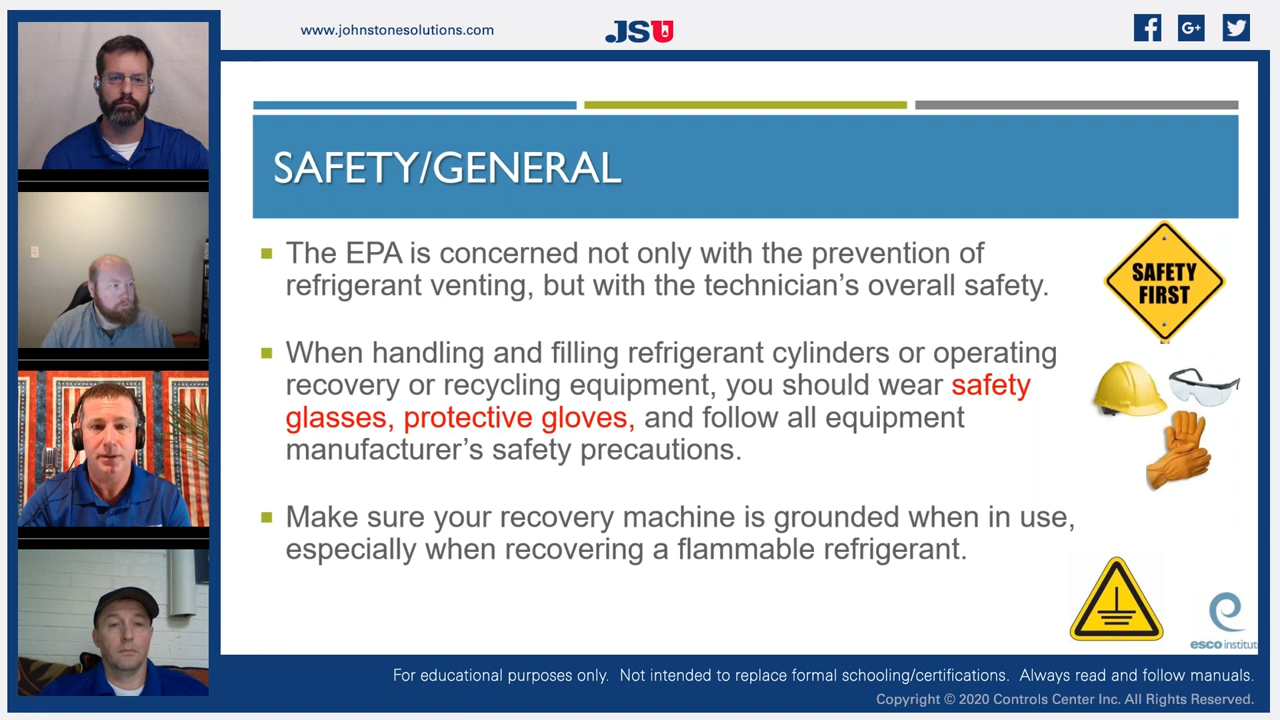 www.johnstonesolutions.com
JSU
SAFETY/GENERAL
The EPA is concerned not only with the prevention of
refrigerant venting, but with the technician's overall safety.
SAFETY
FIRST
When handling and filling refrigerant cylinders or operating
recovery or recycling equipment, you should wear safety
glasses, protective gloves, and follow all equipment
manufacturer's safety precautions.
Make sure your recovery machine is grounded when in use,
especially when recovering a flammable refrigerant.
esco institut
For educational purposes only. Not intended to replace formal schooling/certifications. Always read and follow manuals.
Copyright © 2020 Controls Center Inc. All Rights Reserved.